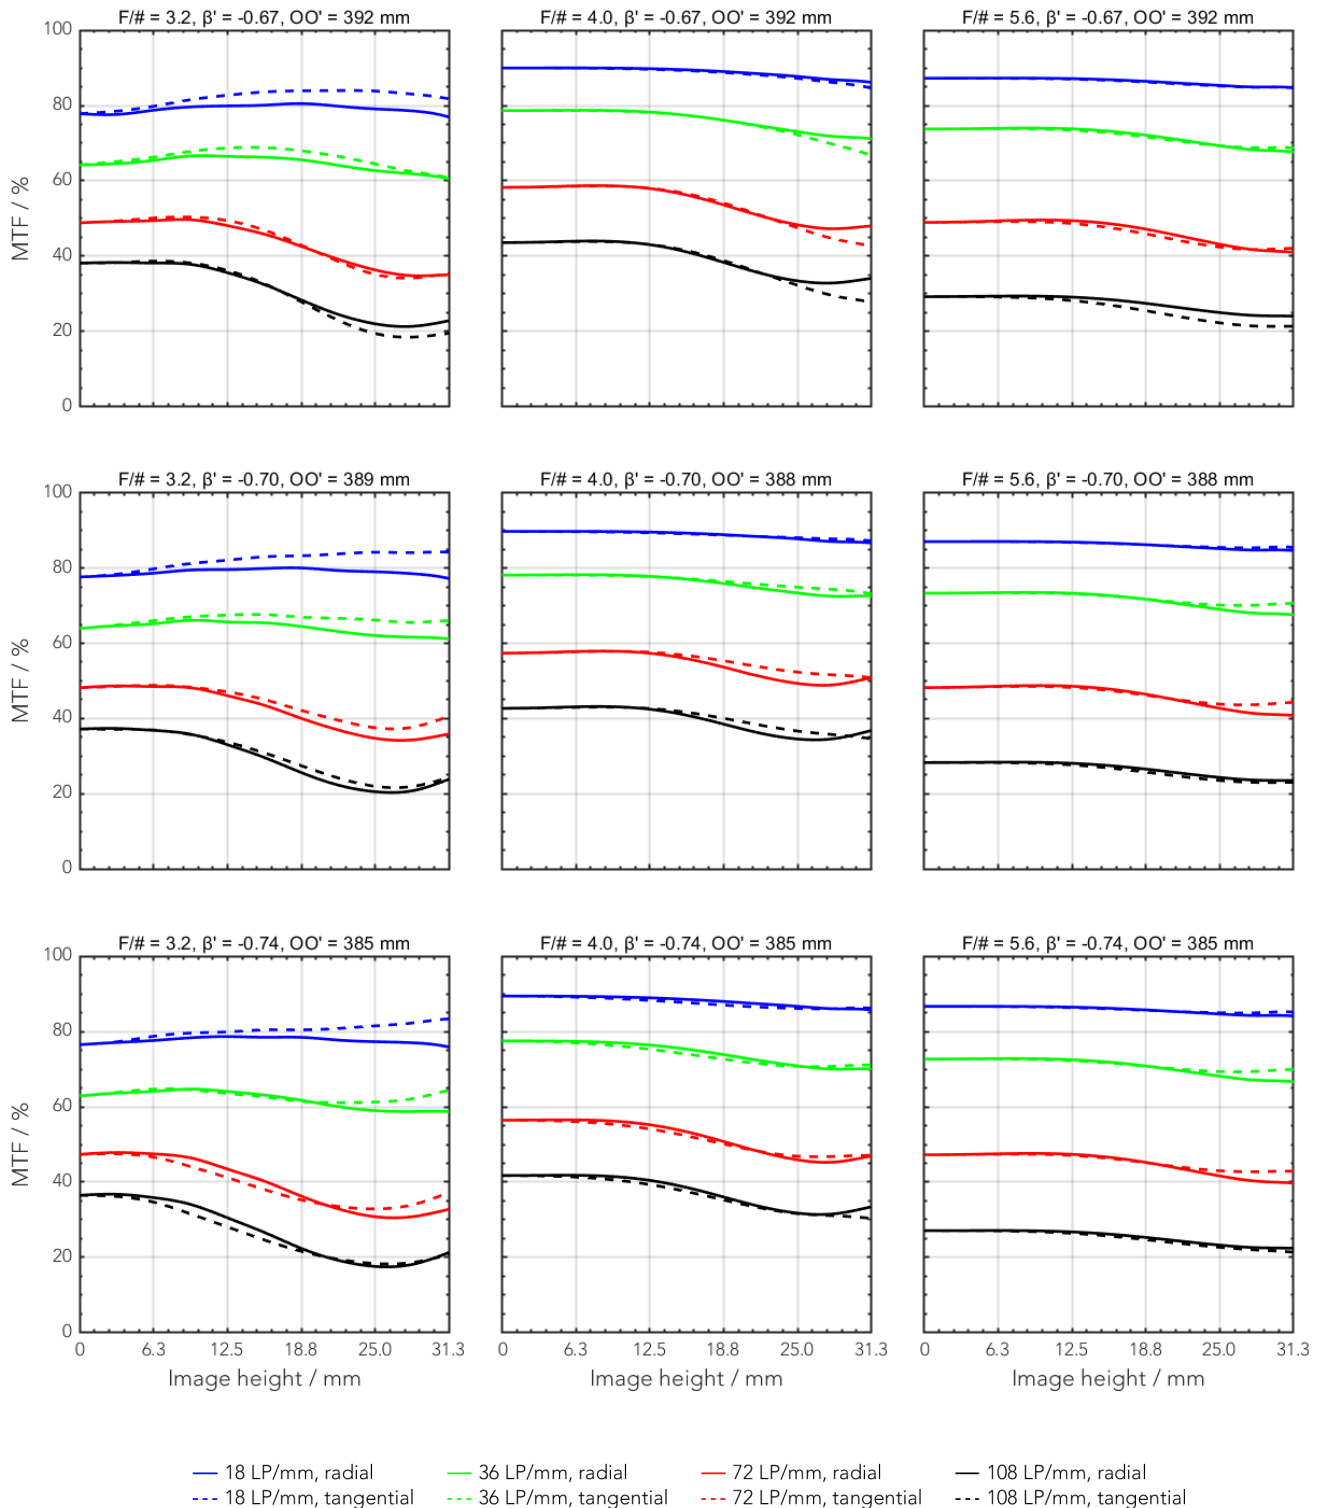 F/# = 3.2, β' = -0.67, OO' = 392 mm
F/# = 4.0, β' = -0.67, OO' = 392 mm
F/# = 5.6, β' = -0.67, OO' = 392 mm
100
80
60
40
20
0
MTF / %
F/# = 3.2, β' = -0.70, OO' = 389 mm
F/# = 4.0, β' = -0.70, OO' = 388 mm
F/# = 5.6, β' = -0.70, OO' = 388 mm
100
80
60
40
20
0
MTF / %
F/# = 3.2, β' = -0.74, OO' = 385 mm
F/# = 4.0, β' = -0.74, OO' = 385 mm
F/# = 5.6, β' = -0.74, OO' = 385 mm
100
80
60
40
20
0
MTF / %
0 6.3 12.5 18.8 25.0 31.3
0 6.3 12.5 18.8 25.0 31.3
0 6.3 12.5 18.8 25.0 31.3
Image height / mm
Image height / mm
Image height / mm
18 LP/mm, radial
36 LP/mm, radial
72 LP/mm, radial
108 LP/mm, radial
18 LP/mm, tangential
36 LP/mm, tangential
72 LP/mm, tangential
108 LP/mm, tangential